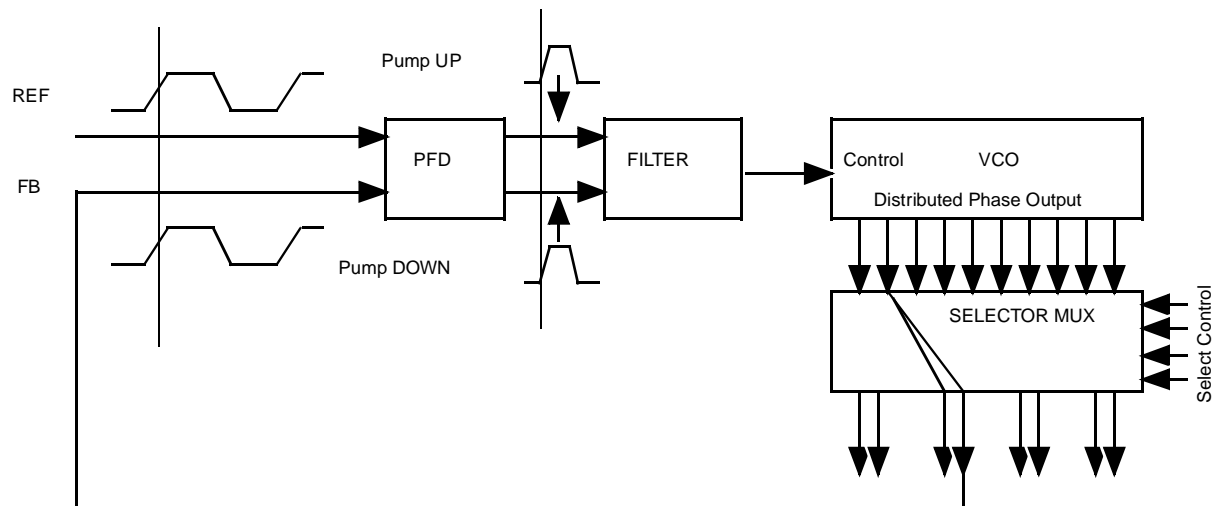 Pump UP
REF
PFD
FILTER
Control
VCO
FB
Distributed Phase Output
Pump DOWN
SELECTOR MUX
Select Control